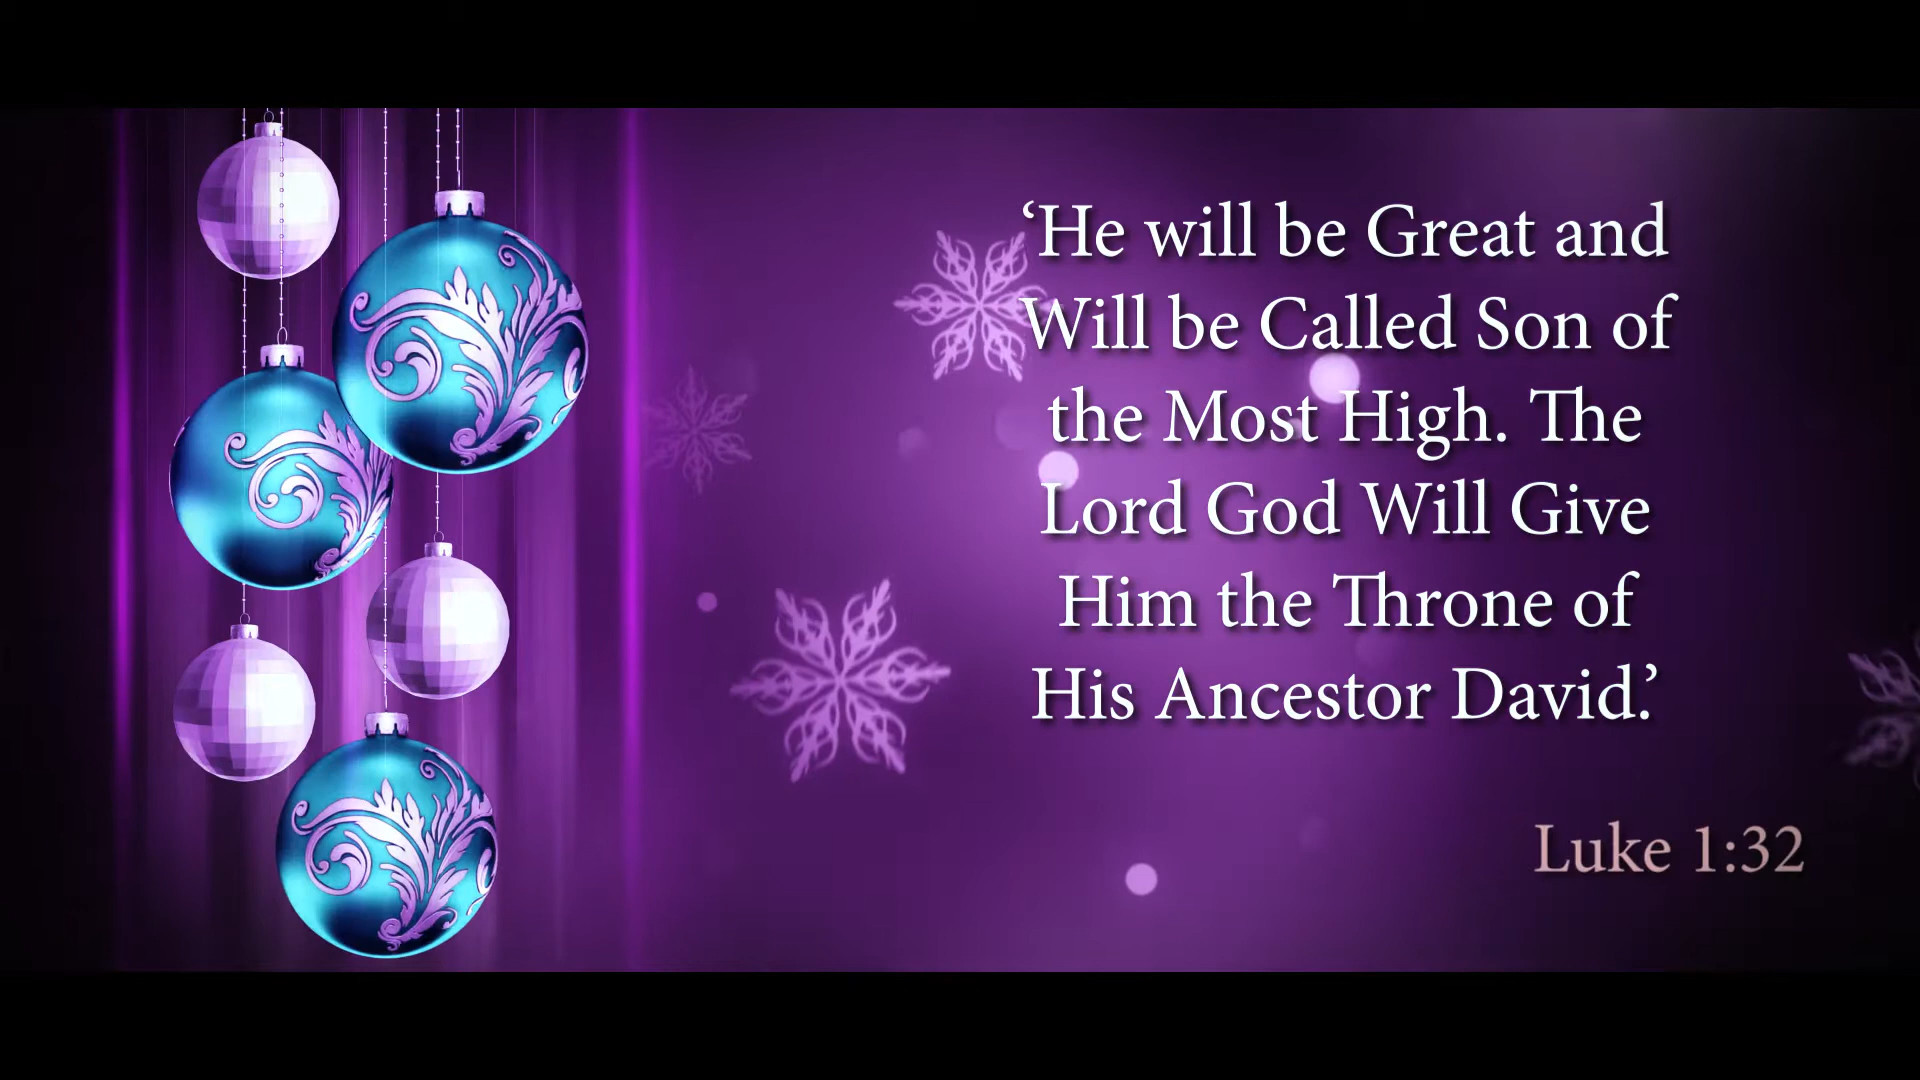 ‘He will be Great and
Will be Called Son of
the Most High. The
Lord God Will Give
Him the Throne of
His Ancestor David.’
Luke 1:32